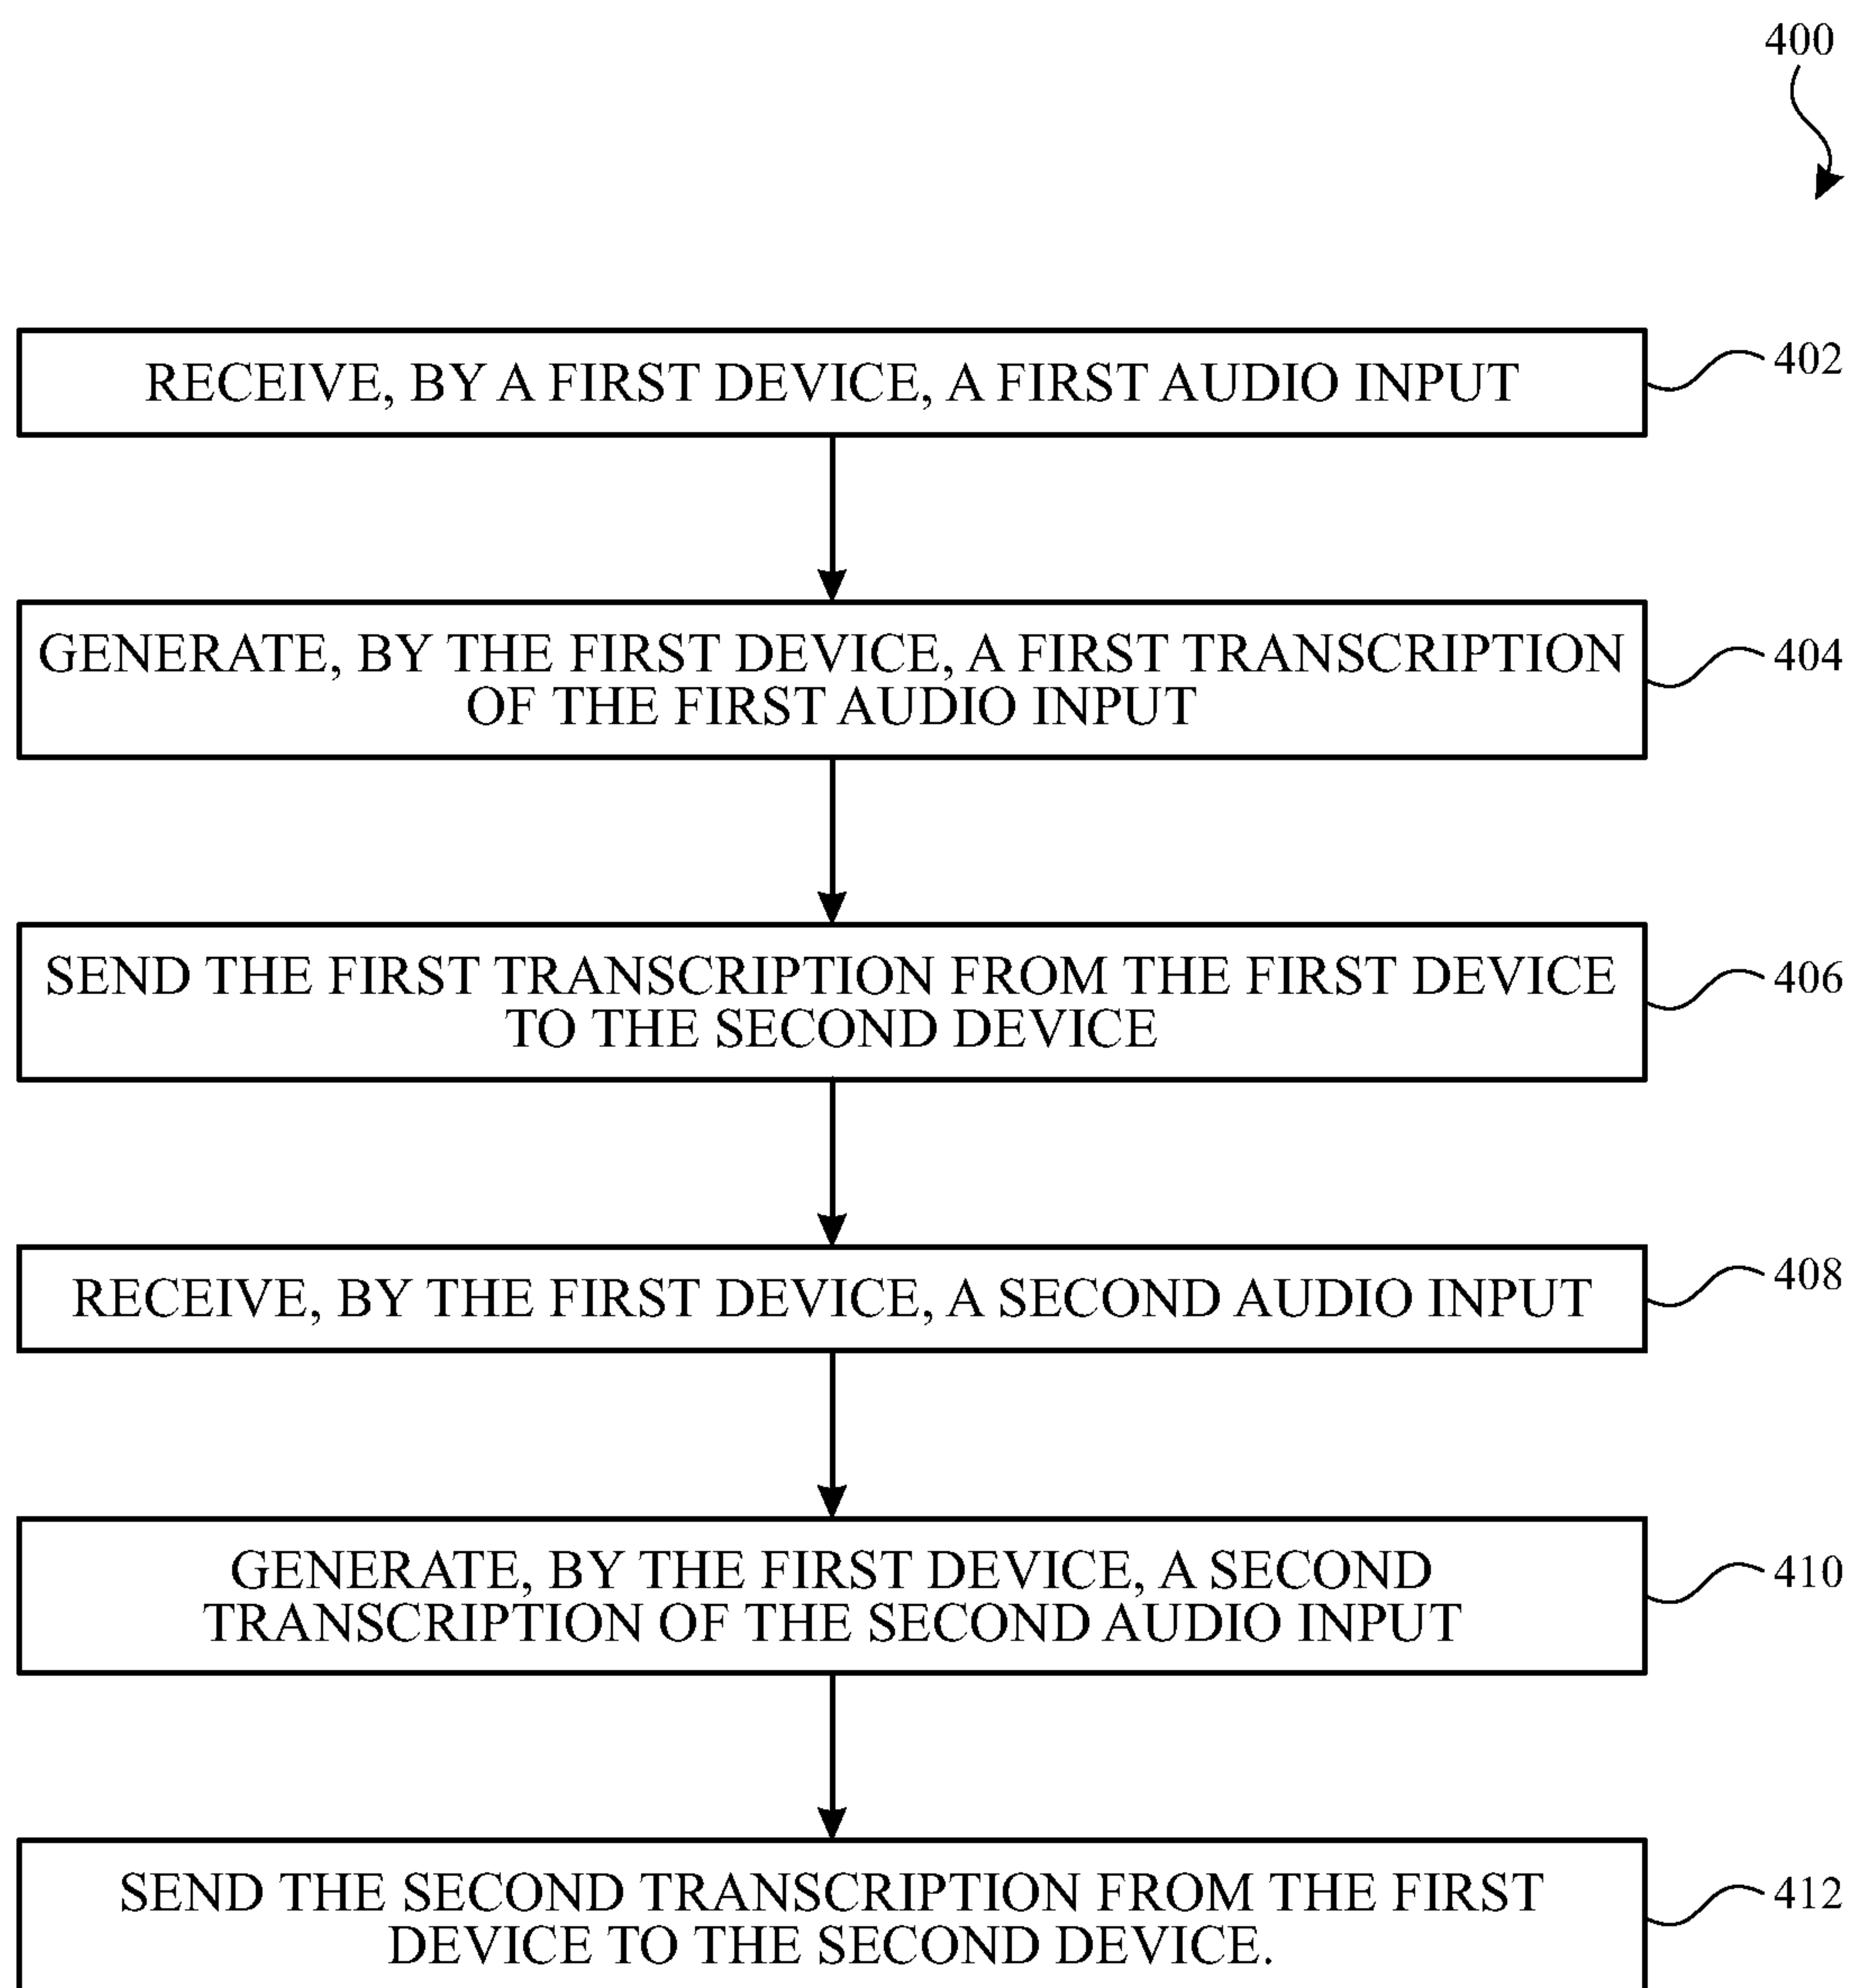 400
RECEIVE, BY A FIRST DEVICE, A FIRST AUDIO INPUT
402
GENERATE, BY THE FIRST DEVICE, A FIRST TRANSCRIPTION
OF THE FIRST AUDIO INPUT
404
SEND THE FIRST TRANSCRIPTION FROM THE FIRST DEVICE
TO THE SECOND DEVICE
406
RECEIVE, BY THE FIRST DEVICE, A SECOND AUDIO INPUT
408
GENERATE, BY THE FIRST DEVICE, A SECOND
TRANSCRIPTION OF THE SECOND AUDIO INPUT
410
SEND THE SECOND TRANSCRIPTION FROM THE FIRST
DEVICE TO THE SECOND DEVICE.
412